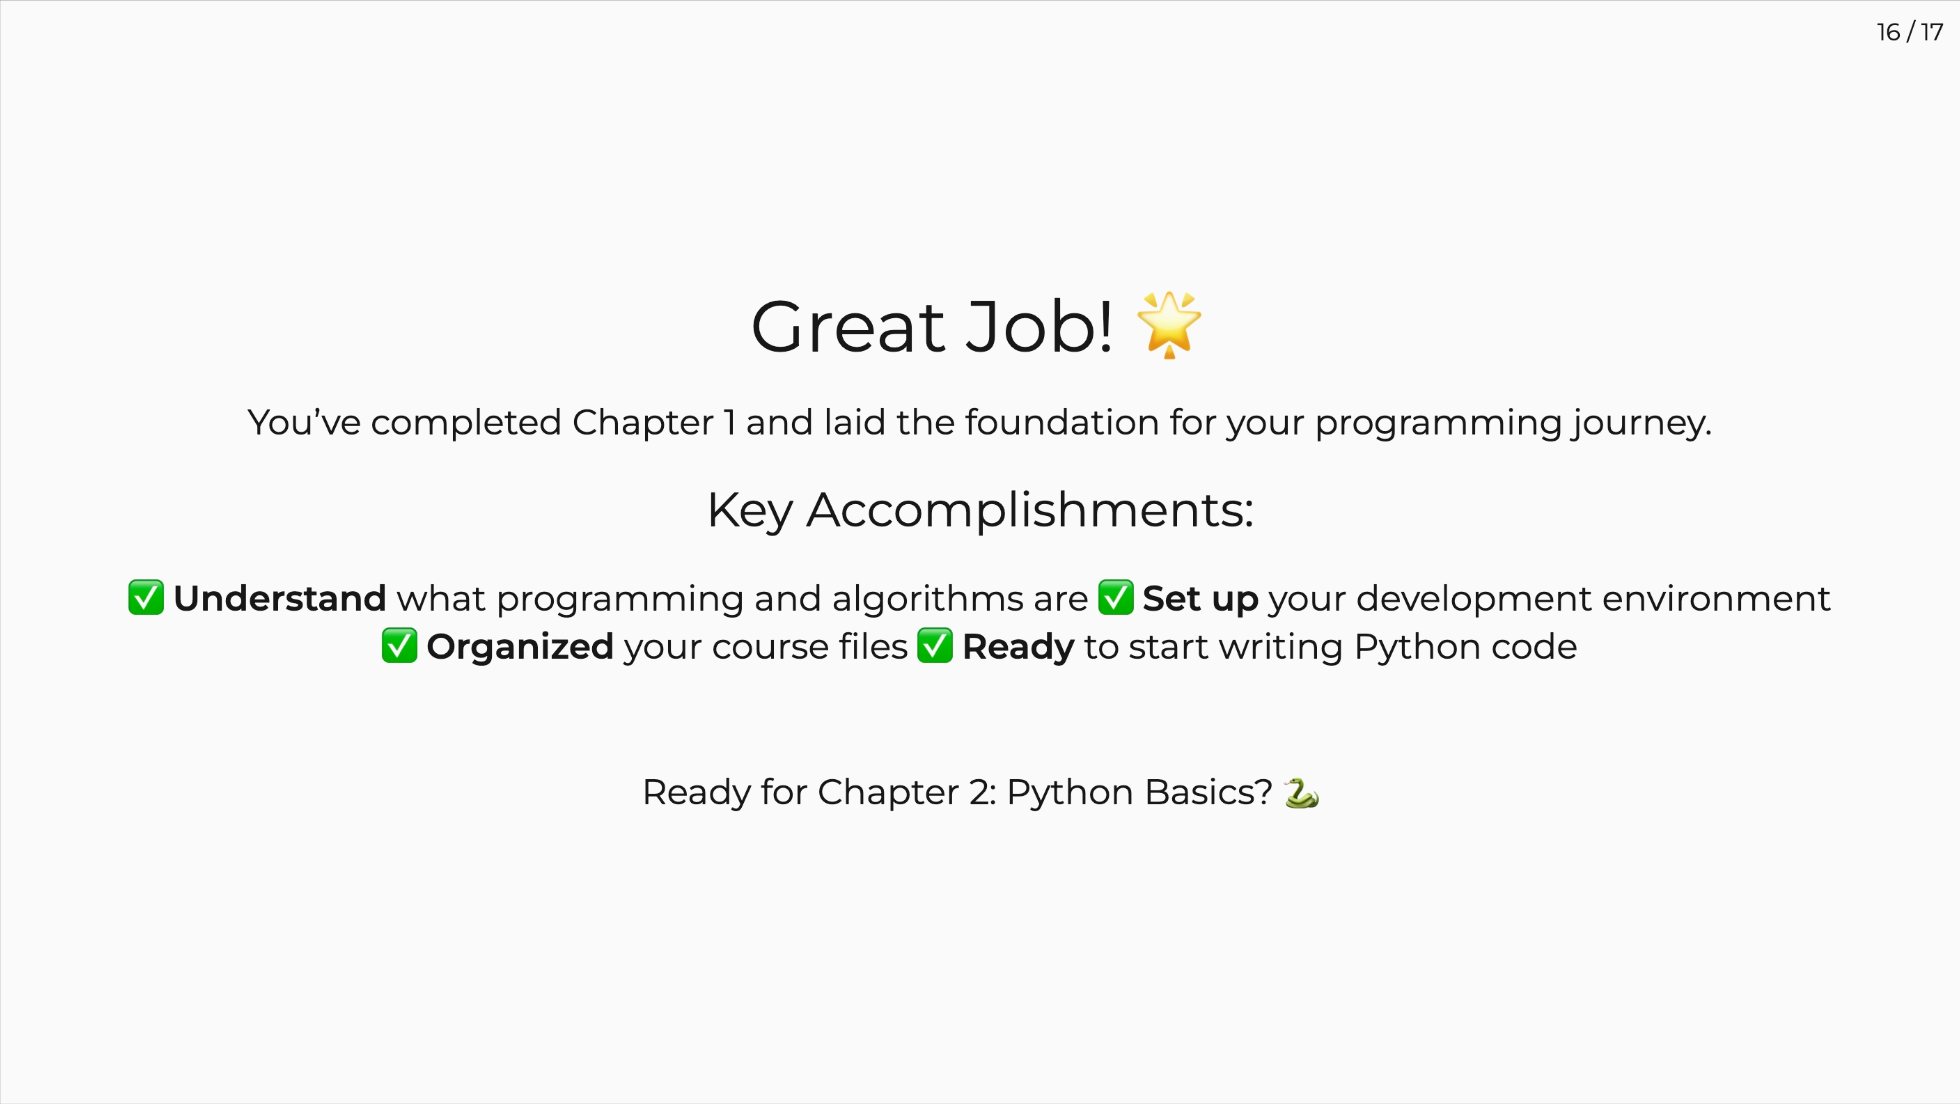 16 / 17
Great Job! 🌟
You’ve completed Chapter 1 and laid the foundation for your programming journey.
Key Accomplishments:
✅ Understand what programming and algorithms are ✅ Set up your development environment
✅ Organized your course files ✅ Ready to start writing Python code
Ready for Chapter 2: Python Basics? 🐍